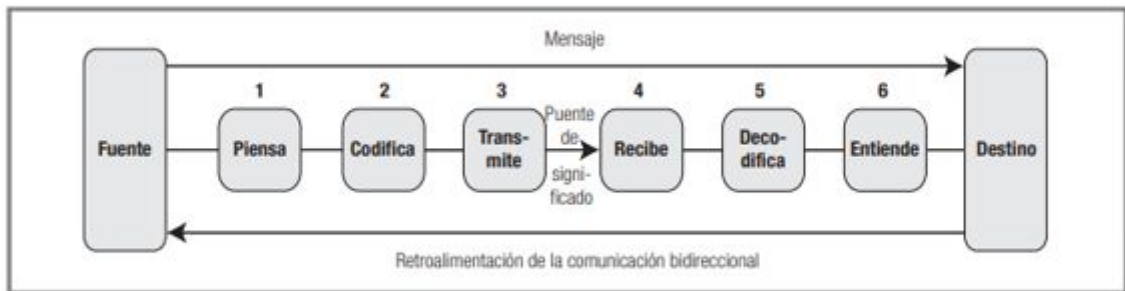 Mensaje
1 2 3 4 5 6
Fuente
Piensa
Codifica
Trans-
mite
Puente
de
signi-
ficado
Recibe
Deco-
difica
Entiende
Destino
Retroalimentación de la comunicación bidireccional